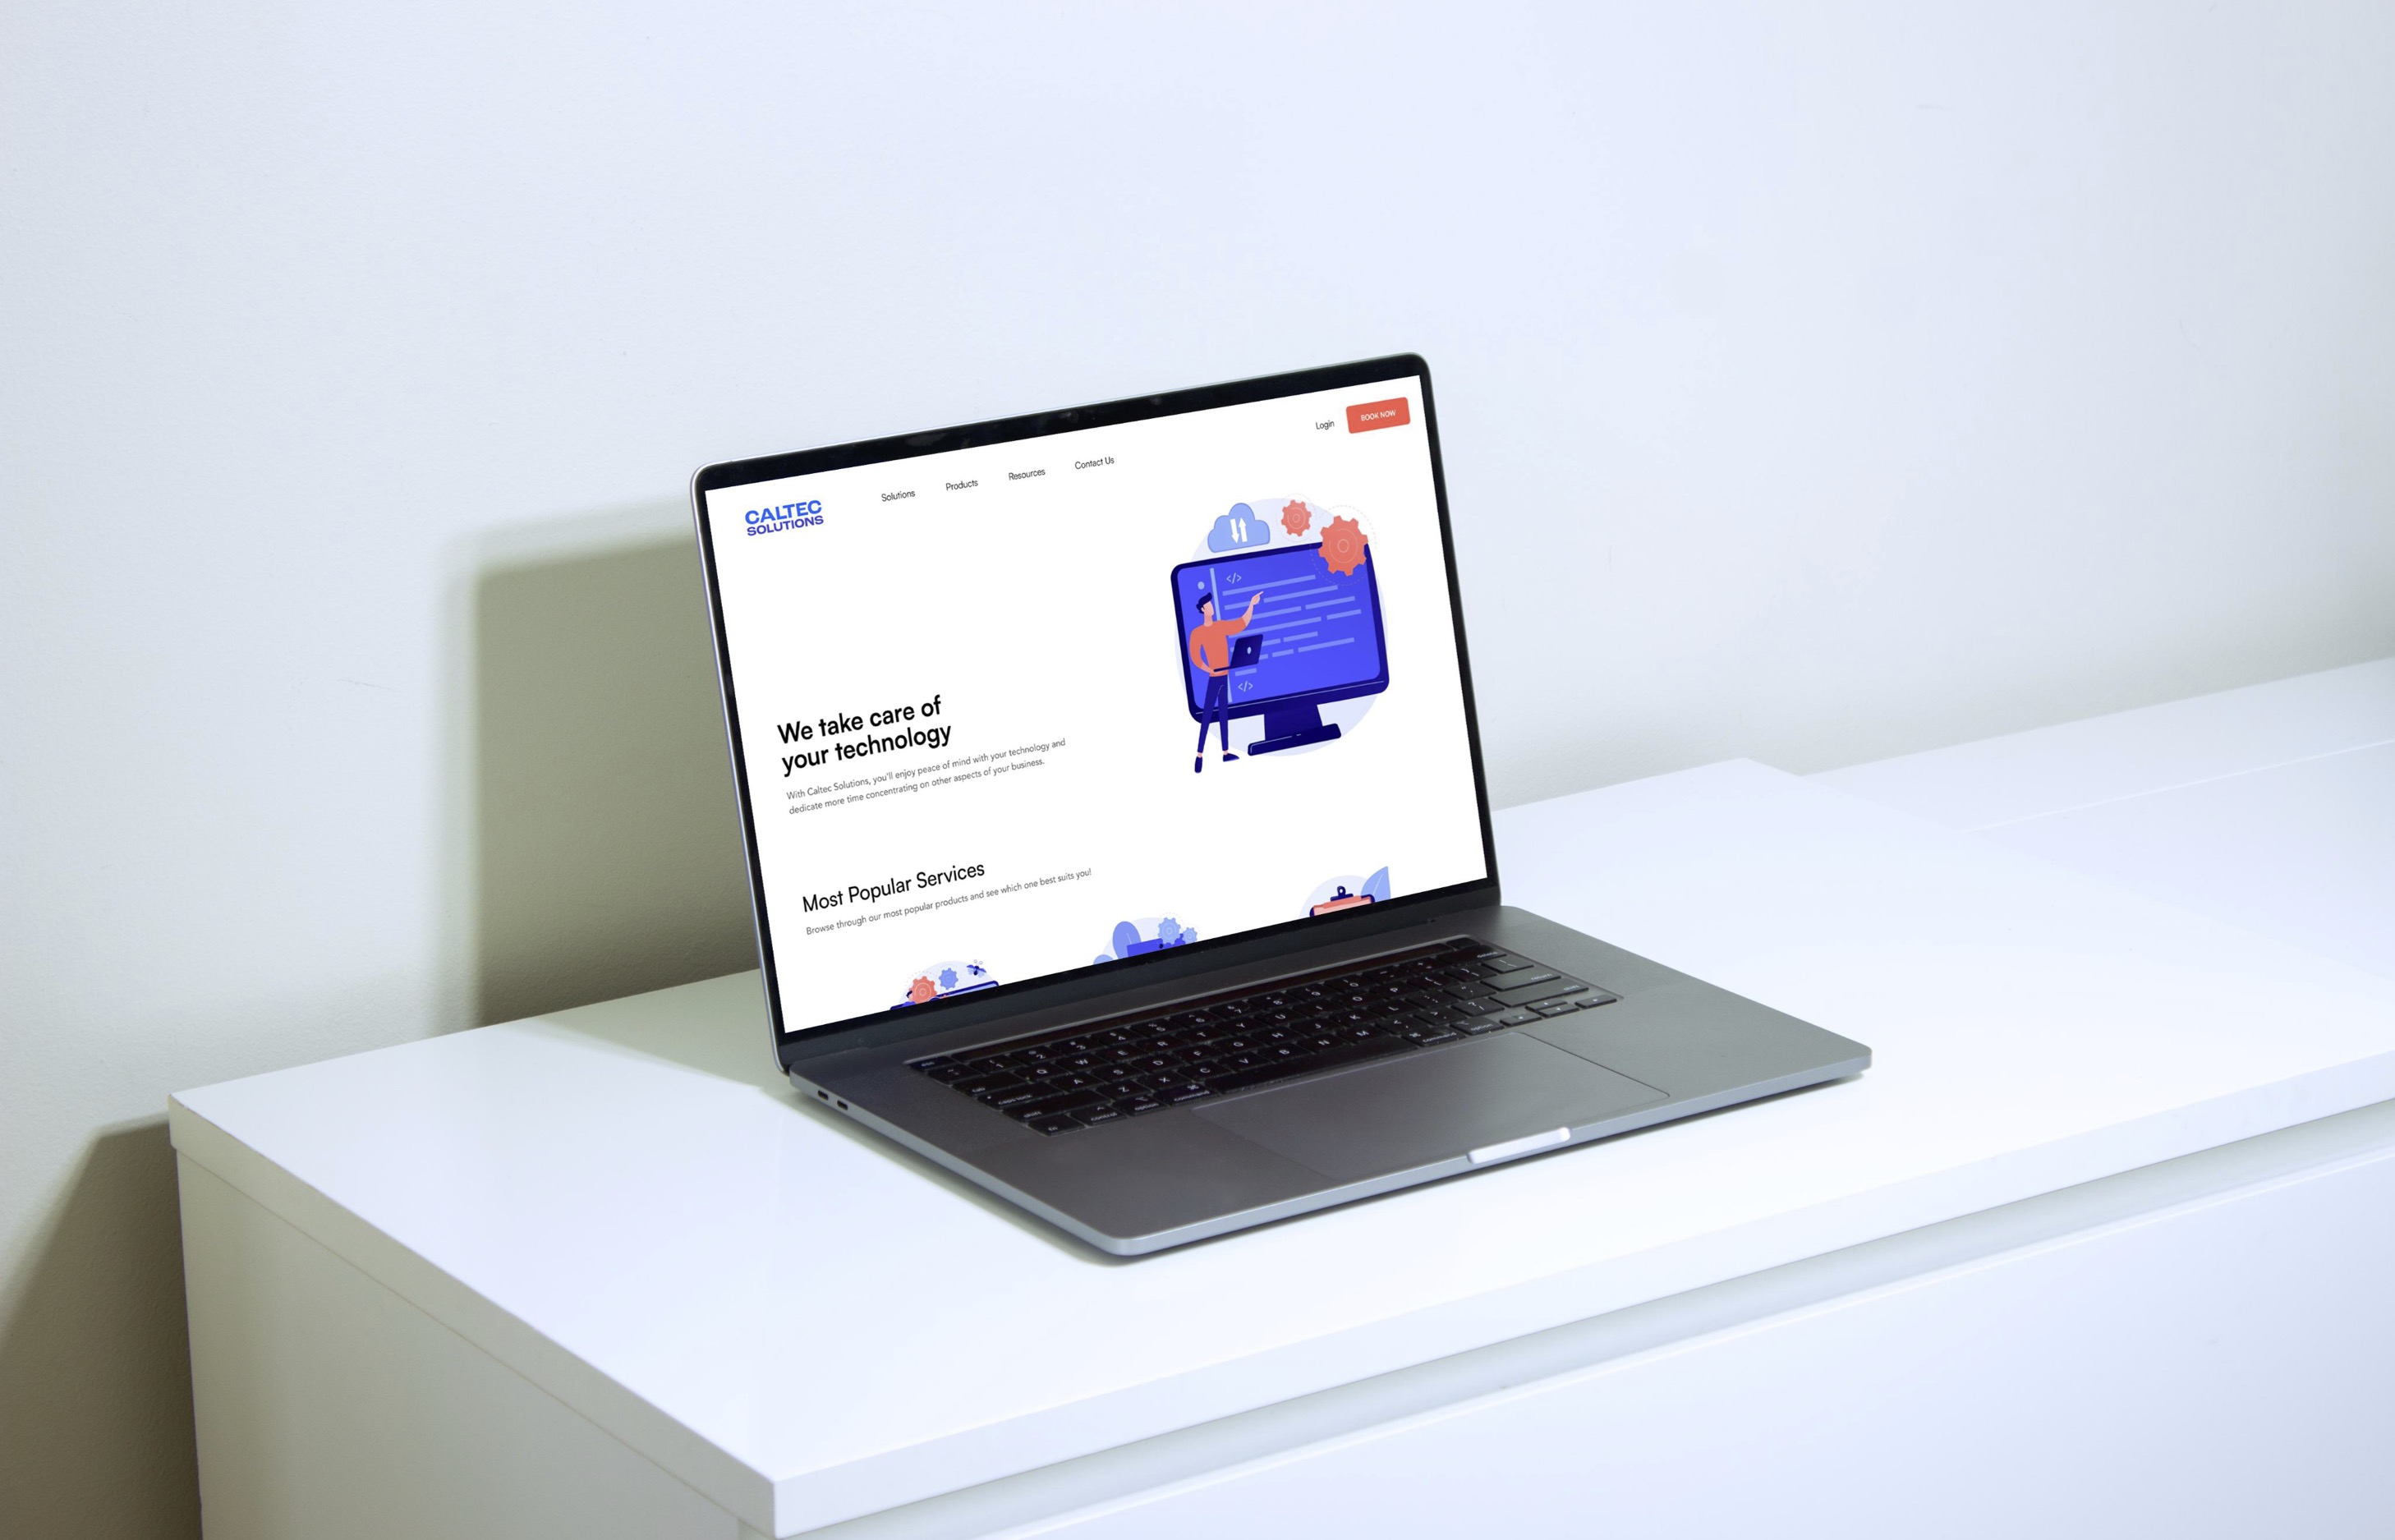 CALTEC
SOLUTIONS
Solutions
Products
Resources
Contact Us
Login
BOOK NOW
</>
</>
We take care of
your technology
With Caltec Solutions, you'll enjoy peace of mind with your technology and
dedicate more time concentrating on other aspects of your business.
Most Popular Services
Browse through our most popular products and see which one best suits you!